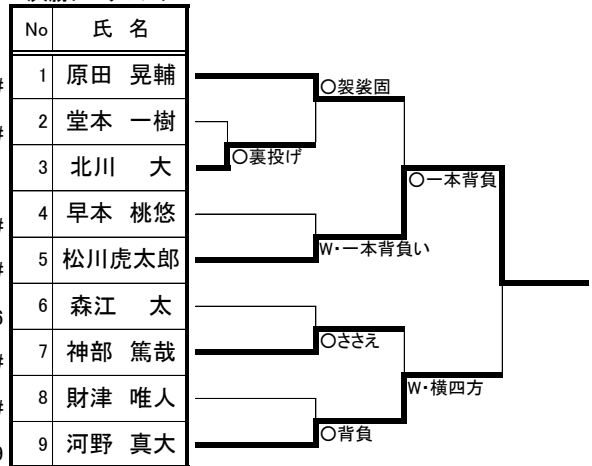 No 氏 名
1 原田 晃輔
2 堂本 一樹
3 北川 大
4 早本 桃悠
5 松川虎太郎
6 森江 太
7 神部 篤哉
8 財津 唯人
9 河野 真大
○袈裟固
○裏投げ
○一本背負
W・一本背負い
○ささえ
W・横四方
○背負